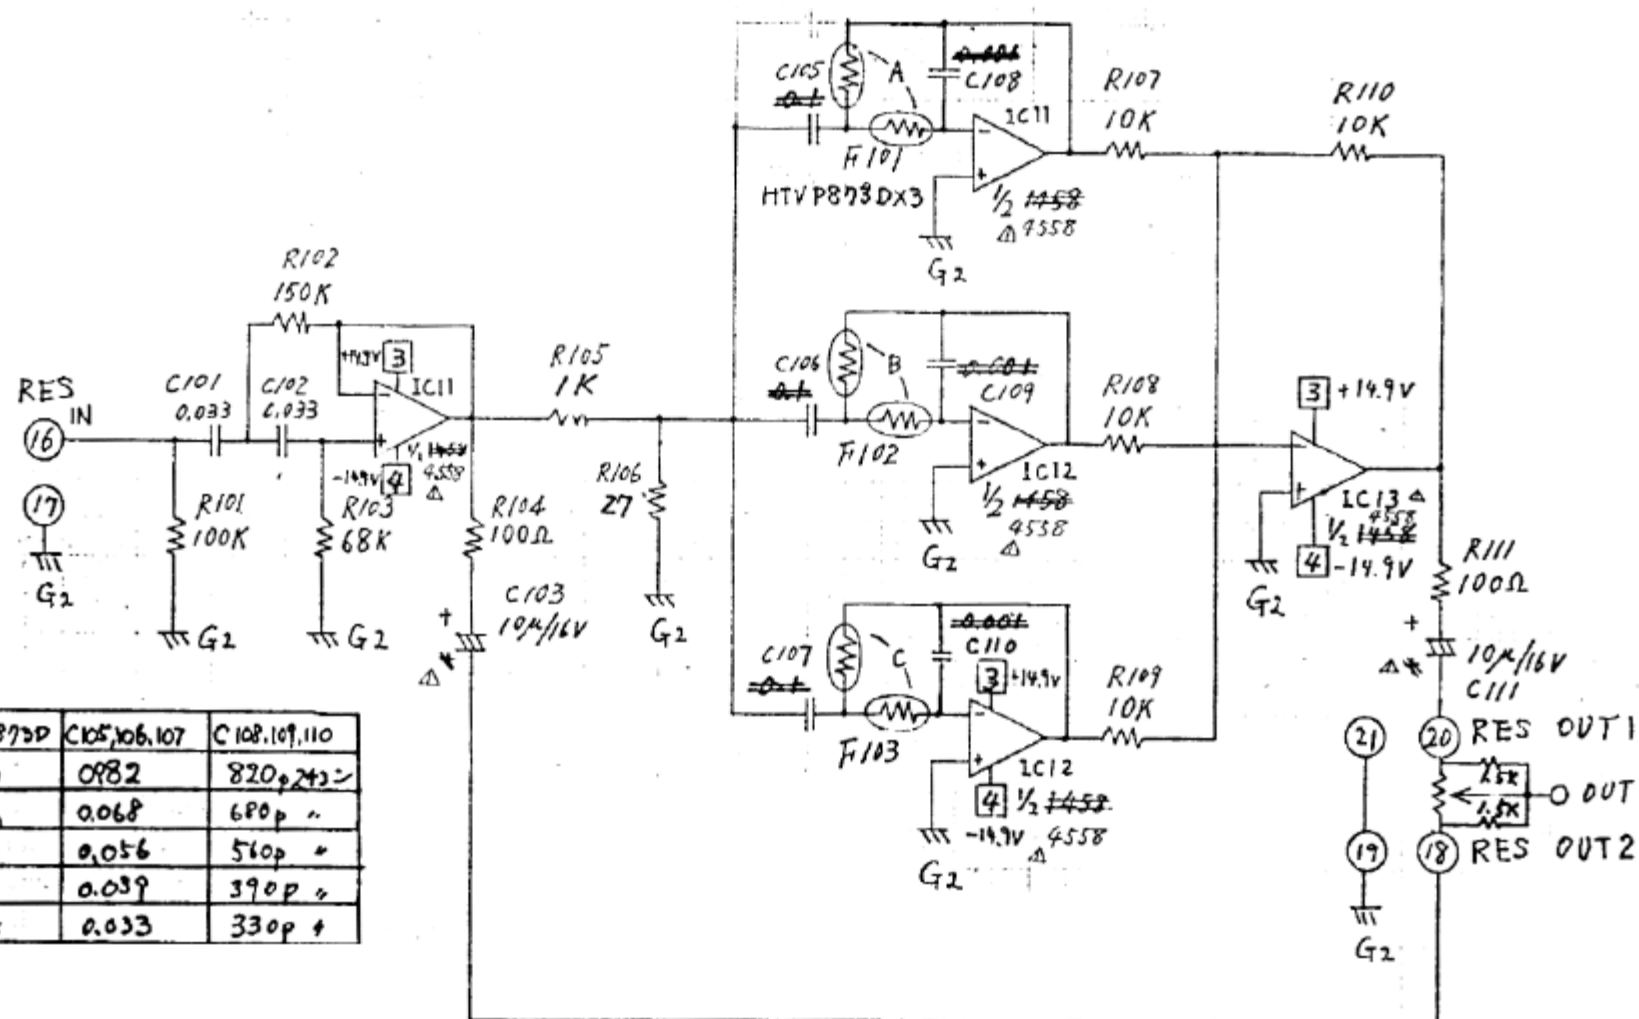 C105
0.1
A
0.001
C108
F101
HTVP873DX3
IC11
1/2 1458
⚠ 4558
G2
R107
10K
R110
10K
R102
150K
RES
IN
16
C101
0.033
C102
0.033
+14.9V 3
IC11
1/2 1458
4558
⚠
-14.9V 4
17
G2
R101
100K
G2
R103
68K
G2
R104
100Ω
C103
10μ/16V
+
⚠ *
R105
1K
R106
27
G2
C106
0.1
B
0.001
C109
F102
IC12
1/2 1458
4558
⚠
G2
R108
10K
3 +14.9V
IC13 ⚠
4558
1/2 1458
4 -14.9V
G2
R111
100Ω
+
⚠ *
10μ/16V
C111
C107
0.1
C
0.001
C110
3 +14.9V
F103
IC12
4 1/2 1458
-14.9V 4558
⚠
G2
R109
10K
21
20 RES OUT1
1.5K
OUT
1.5K
19
18 RES OUT2
G2
873D C105,106,107 C108,109,110
820p
0.068 680p 〃
0.056 560p 〃
0.039 390p 〃
0.033 330p 〃